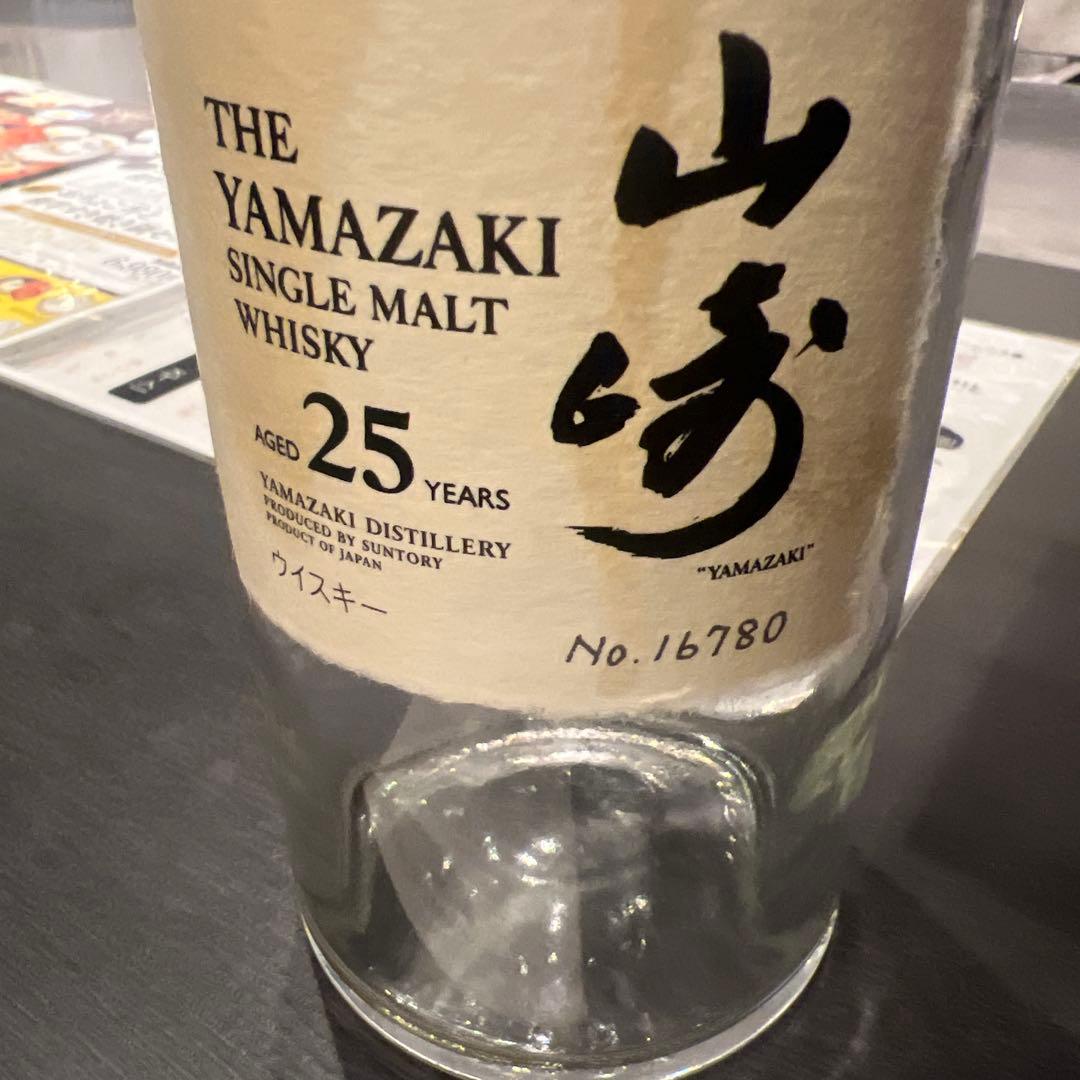 THE
YAMAZAKI
SINGLE MALT
WHISKY
AGED 25 YEARS
YAMAZAKI DISTILLERY
PRODUCED BY SUNTORY
PRODUCT OF JAPAN
ウイスキー
山崎
"YAMAZAKI"
No. 16780